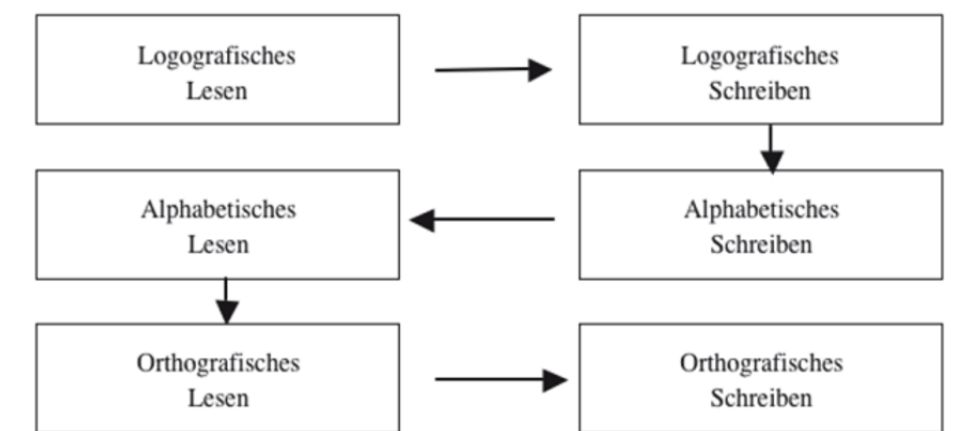 Logografisches
Lesen
Logografisches
Schreiben
Alphabetisches
Lesen
Alphabetisches
Schreiben
Orthografisches
Lesen
Orthografisches
Schreiben